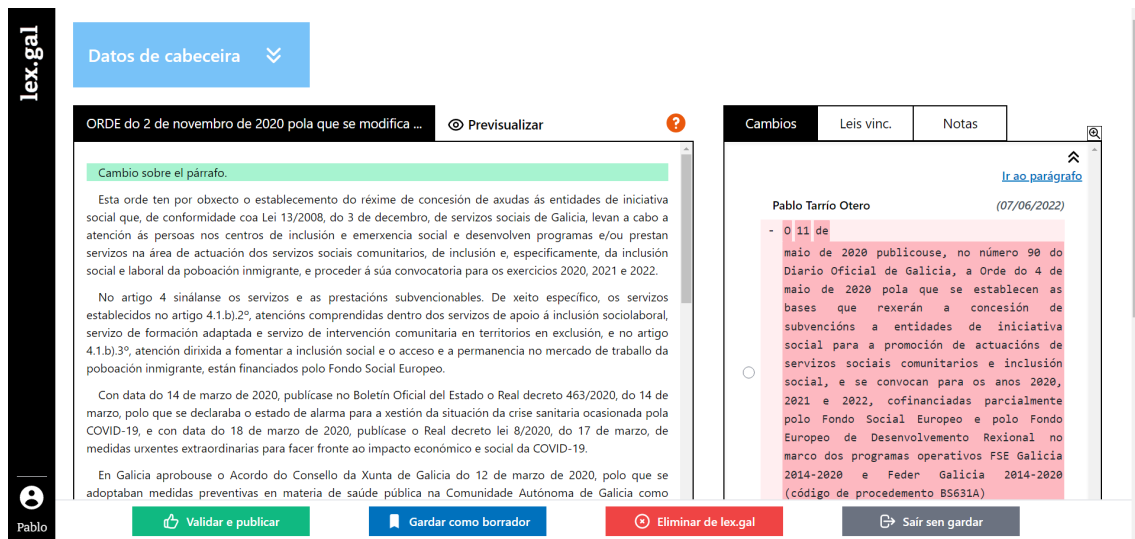 lex.gal
Datos de cabeceira
ORDE do 2 de novembro de 2020 pola que se modifica ...
Previsualizar
?
Cambio sobre el párrafo.
Esta orde ten por obxecto o establecemento do réxime de concesión de axudas ás entidades de iniciativa
social que, de conformidade coa Lei 13/2008, do 3 de decembro, de servizos sociais de Galicia, levan a cabo a
atención ás persoas nos centros de inclusión e emerxencia social e desenvolven programas e/ou prestan
servizos na área de actuación dos servizos sociais comunitarios, de inclusión e, especificamente, da inclusión
social e laboral da poboación inmigrante, e proceder á súa convocatoria para os exercicios 2020, 2021 e 2022.
No artigo 4 sinálanse os servizos e as prestacións subvencionables. De xeito específico, os servizos
establecidos no artigo 4.1.b).2º, atencións comprendidas dentro dos servizos de apoio á inclusión sociolaboral,
servizo de formación adaptada e servizo de intervención comunitaria en territorios en exclusión, e no artigo
4.1.b).3º, atención dirixida a fomentar a inclusión social e o acceso e a permanencia no mercado de traballo da
poboación inmigrante, están financiados polo Fondo Social Europeo.
Con data do 14 de marzo de 2020, publícase no Boletín Oficial del Estado o Real decreto 463/2020, do 14 de
marzo, polo que se declaraba o estado de alarma para a xestión da situación da crise sanitaria ocasionada pola
COVID-19, e con data do 18 de marzo de 2020, publícase o Real decreto lei 8/2020, do 17 de marzo, de
medidas urxentes extraordinarias para facer fronte ao impacto económico e social da COVID-19.
En Galicia aprobouse o Acordo do Consello da Xunta de Galicia do 12 de marzo de 2020, polo que se
adoptaban medidas preventivas en materia de saúde pública na Comunidade Autónoma de Galicia como
Cambios
Leis vinc.
Notas
Ir ao parágrafo
Pablo Tarrío Otero (07/06/2022)
- O 11 de
maio de 2020 publicouse, no número 90 do
Diario Oficial de Galicia, a Orde do 4 de
maio de 2020 pola que se establecen as
bases que rexerán a concesión de
subvencións a entidades de iniciativa
social para a promoción de actuacións de
servizos sociais comunitarios e inclusión
social, e se convocan para os anos 2020,
2021 e 2022, cofinanciadas parcialmente
polo Fondo Social Europeo e polo Fondo
Europeo de Desenvolvemento Rexional no
marco dos programas operativos FSE Galicia
2014-2020 e Feder Galicia 2014-2020
(código de procedemento BS631A)
Pablo
Validar e publicar
Gardar como borrador
Eliminar de lex.gal
Saír sen gardar